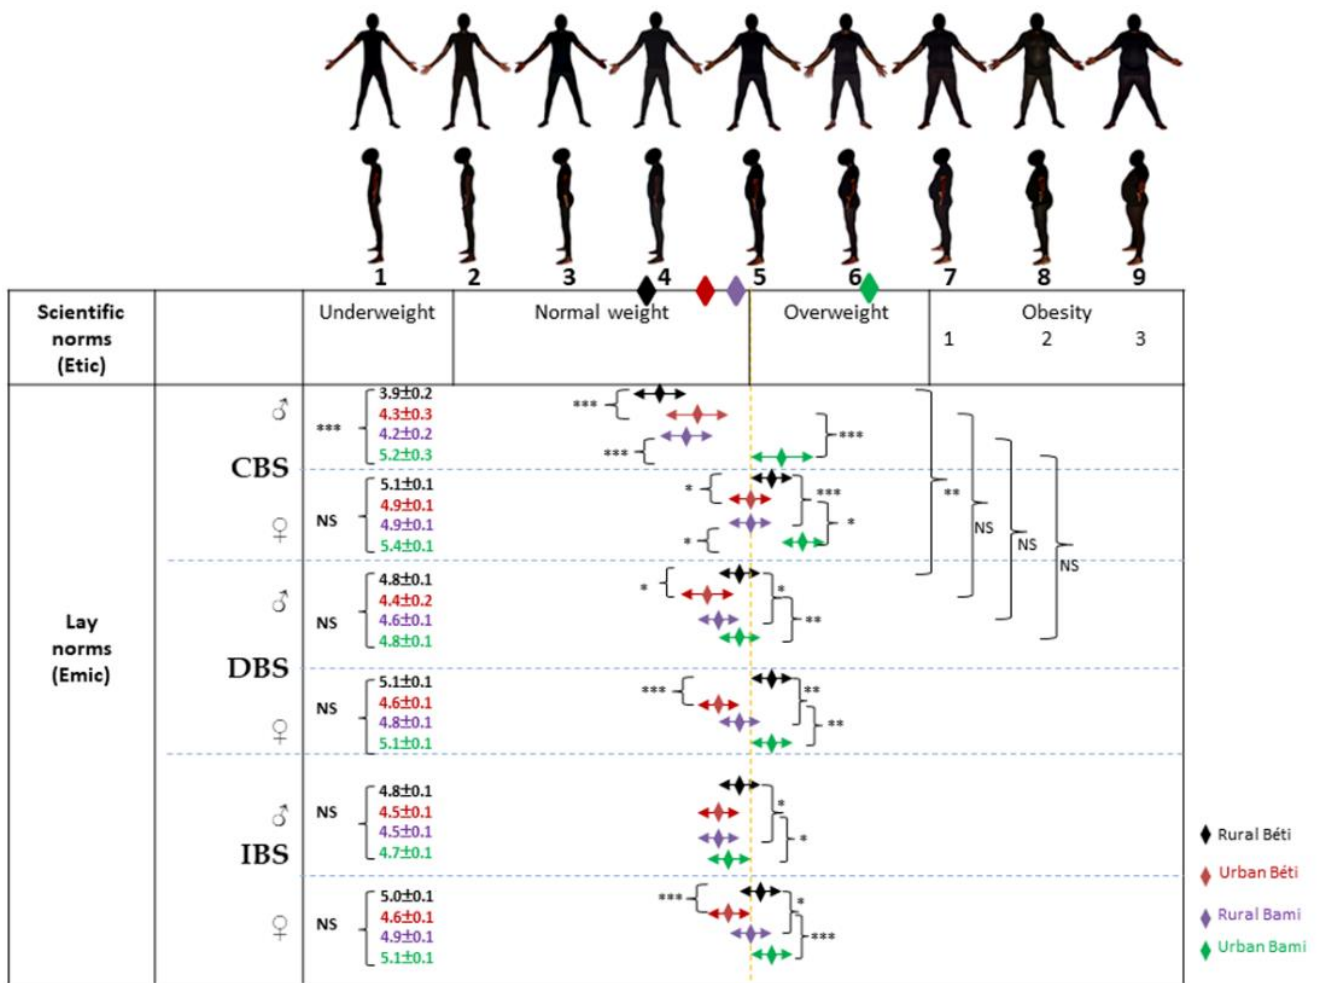 1 2 3 4 5 6 7 8 9
Scientific norms (Etic)
Underweight
Normal weight
Overweight
Obesity
1 2 3
Lay norms (Emic)
CBS
♂
***
3.9±0.2
4.3±0.3
4.2±0.2
5.2±0.3
***
***
***
♀
NS
5.1±0.1
4.9±0.1
4.9±0.1
5.4±0.1
*
*
***
*
**
NS
NS
NS
DBS
♂
NS
4.8±0.1
4.4±0.2
4.6±0.1
4.8±0.1
*
*
**
♀
NS
5.1±0.1
4.6±0.1
4.8±0.1
5.1±0.1
***
**
**
IBS
♂
NS
4.8±0.1
4.5±0.1
4.5±0.1
4.7±0.1
*
*
♀
NS
5.0±0.1
4.6±0.1
4.9±0.1
5.1±0.1
***
*
***
Rural Béti
Urban Béti
Rural Bami
Urban Bami